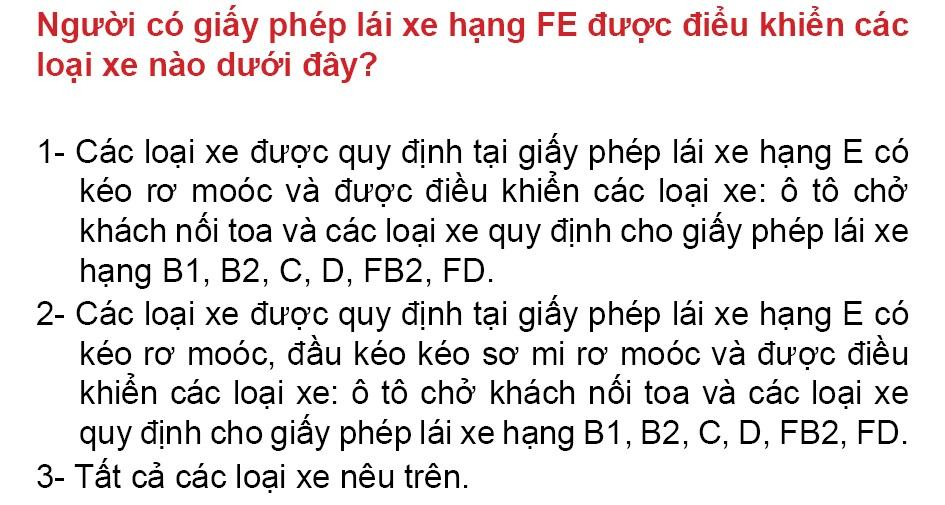 Người có giấy phép lái xe hạng FE được điểu khiển các
loại xe nào dưới đây?
1- Các loại xe được quy định tại giấy phép lái xe hạng E có
kéo rơ moóc và được điều khiển các loại xe: ô tô chở
khách nối toa và các loại xe quy định cho giấy phép lái xe
hạng B1, B2, C, D, FB2, FD.
2- Các loại xe được quy định tại giấy phép lái xe hạng E có
kéo rơ moóc, đầu kéo kéo sơ mi rơ moóc và được điều
khiển các loại xe: ô tô chở khách nối toa và các loại xe
quy định cho giấy phép lái xe hạng B1, B2, C, D, FB2, FD.
3- Tất cả các loại xe nêu trên.